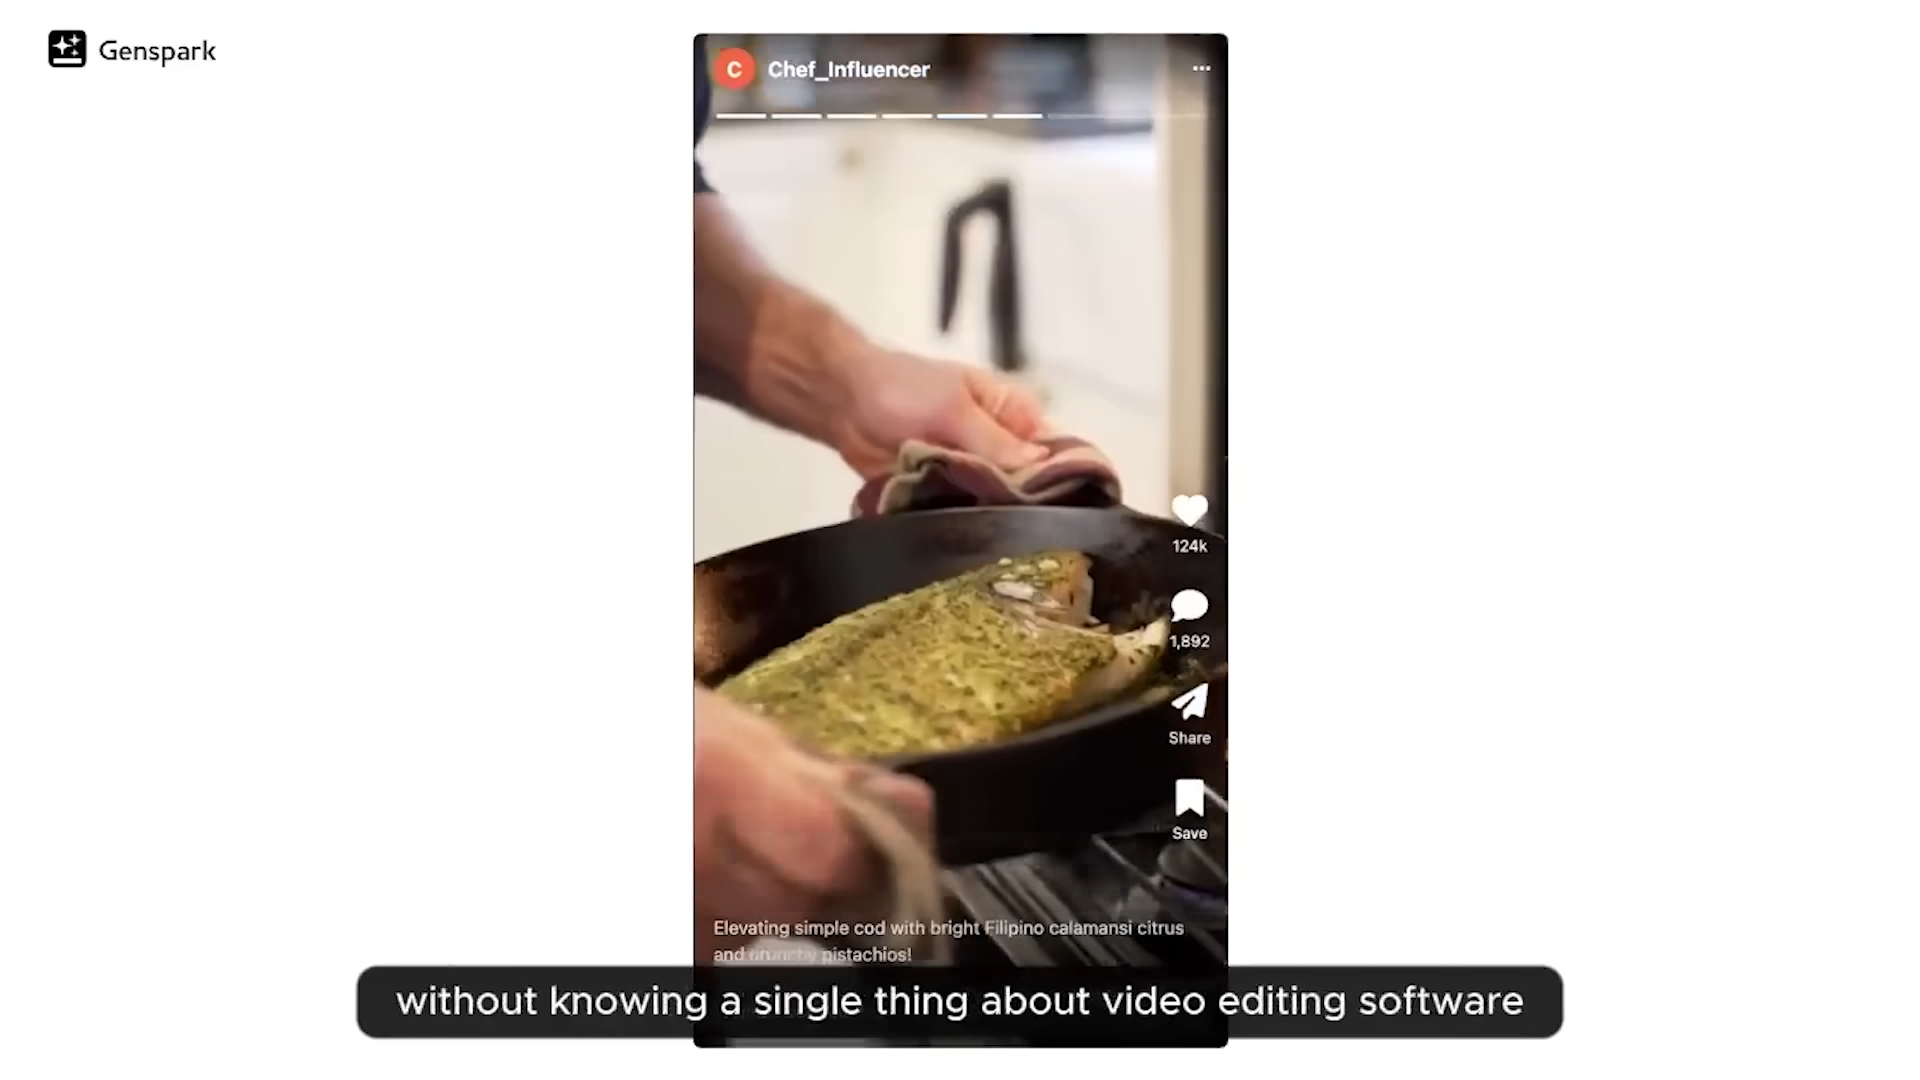 Genspark
C Chef_Influencer
124k
1,892
Share
Save
Elevating simple cod with bright Filipino calamansi citrus
and crunchy pistachios!
without knowing a single thing about video editing software